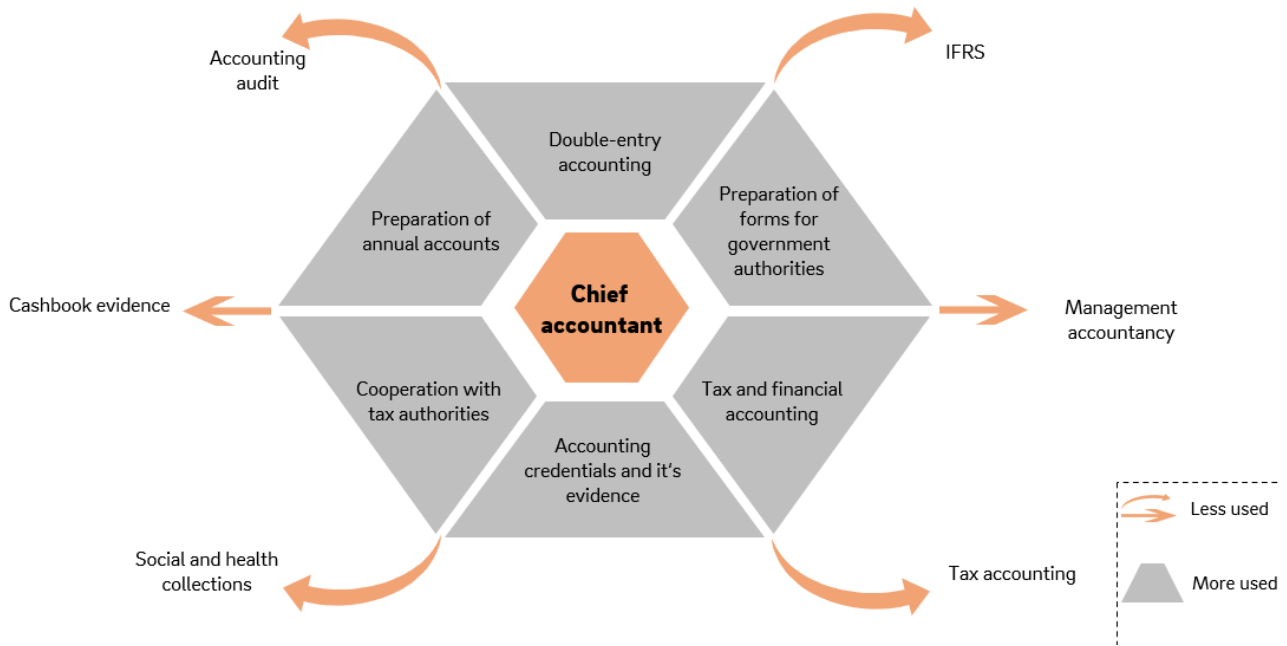 Accounting
audit
IFRS
Double-entry
accounting
Preparation of
annual accounts
Preparation of
forms for
government
authorities
Chief
accountant
Cashbook evidence
Management
accountancy
Cooperation with
tax authorities
Tax and financial
accounting
Accounting
credentials and it's
evidence
Less used
Social and health
collections
Tax accounting
More used